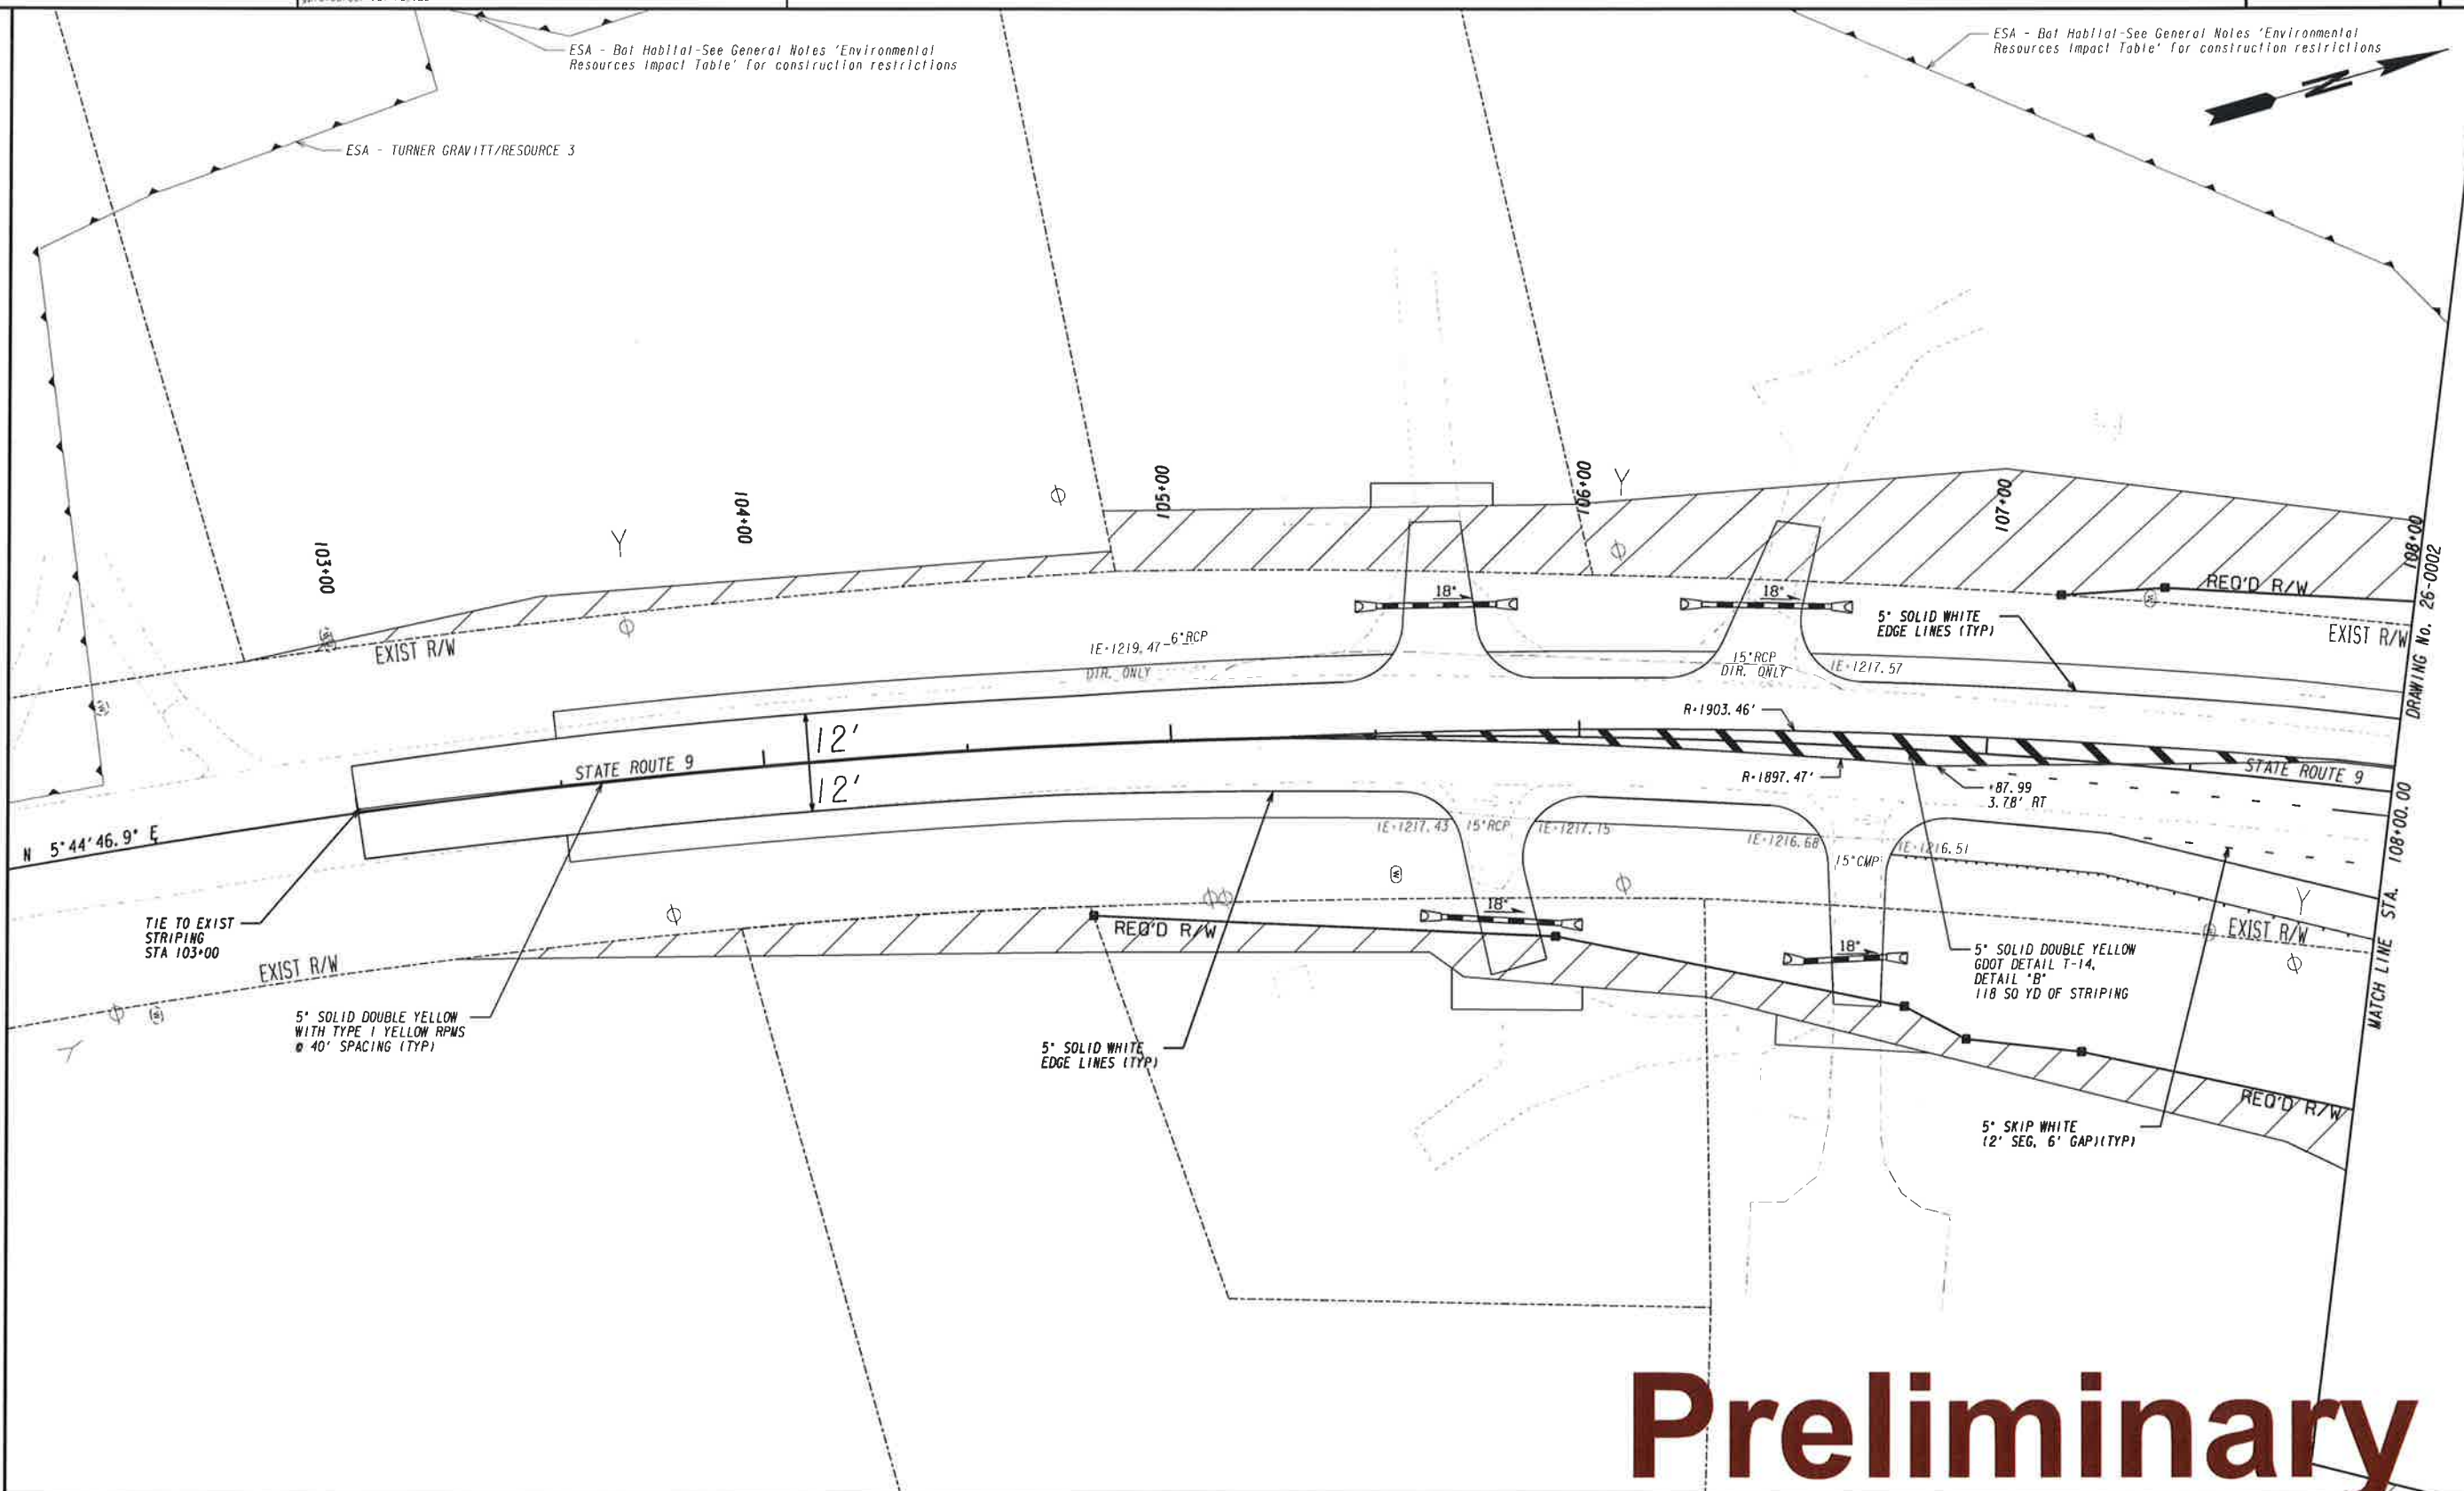 ESA - Bat Habitat-See General Notes 'Environmental
Resources Impact Table' for construction restrictions
ESA - Bat Habitat-See General Notes 'Environmental
Resources Impact Table' for construction restrictions
N
ESA - TURNER GRAVITT/RESOURCE 3
103+00
104+00
105+00
106+00
107+00
108+00
DRAWING No. 26-0002
REQ'D R/W
EXIST R/W
EXIST R/W
18"
18"
5" SOLID WHITE
EDGE LINES (TYP)
IE=1219.47
6"RCP
DIR. ONLY
15"RCP
DIR. ONLY
IE=1217.57
R=1903.46'
12'
12'
STATE ROUTE 9
STATE ROUTE 9
R=1897.47'
+87.99
3.78' RT
N 5°44'46.9" E
IE=1217.43
15"RCP
IE=1217.15
IE=1216.68
15"CMP
IE=1216.51
W
18"
18"
TIE TO EXIST
STRIPING
STA 103+00
EXIST R/W
REQ'D R/W
EXIST R/W
5" SOLID DOUBLE YELLOW
GDOT DETAIL T-14,
DETAIL "B"
118 SQ YD OF STRIPING
MATCH LINE STA. 108+00.00
5" SOLID DOUBLE YELLOW
WITH TYPE 1 YELLOW RPMS
@ 40' SPACING (TYP)
5" SOLID WHITE
EDGE LINES (TYP)
REQ'D R/W
5" SKIP WHITE
(2' SEG, 6' GAP)(TYP)
Preliminary